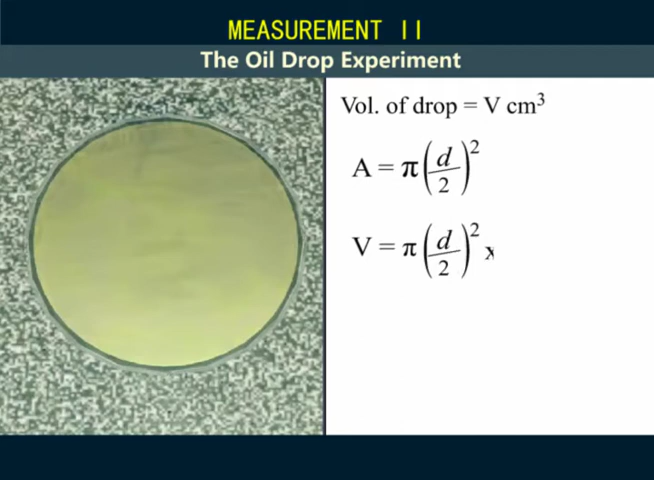 MEASUREMENT II
The Oil Drop Experiment
Vol. of drop = V cm³
A = π(d/2)²
V = π(d/2)² x